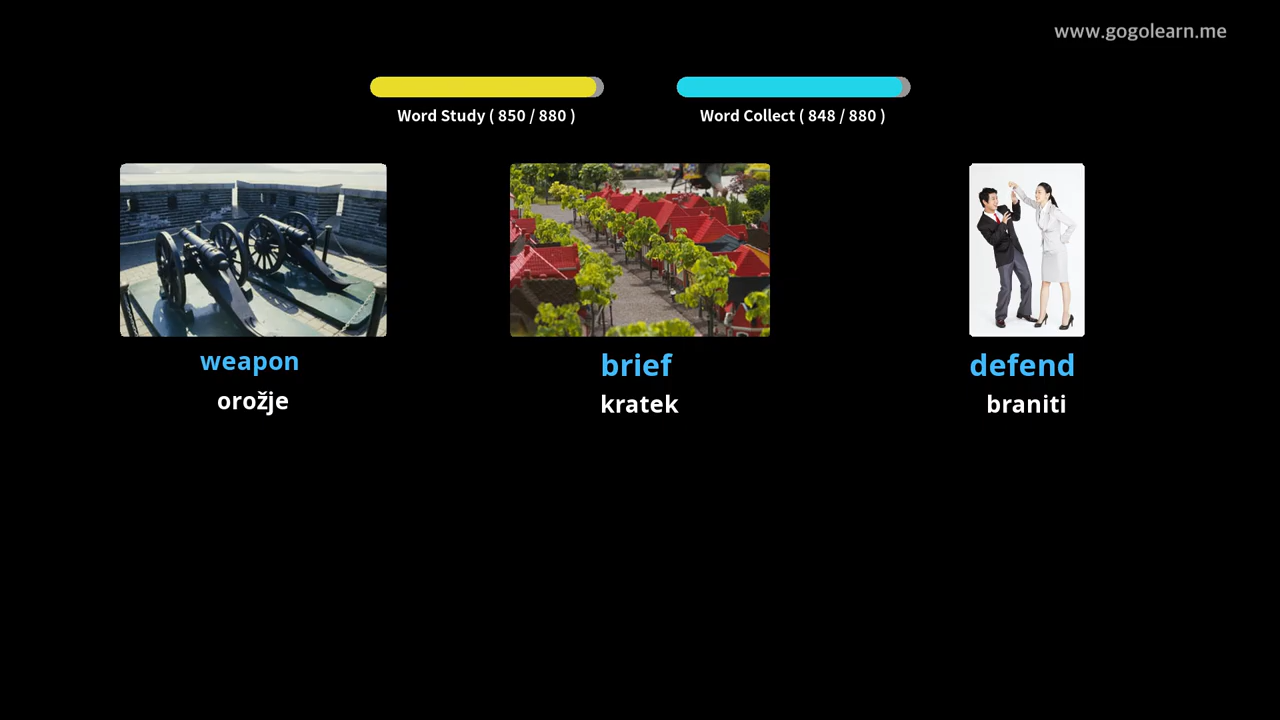 www.gogolearn.me
Word Study ( 850 / 880 )
Word Collect ( 848 / 880 )
weapon
orožje
brief
kratek
defend
braniti